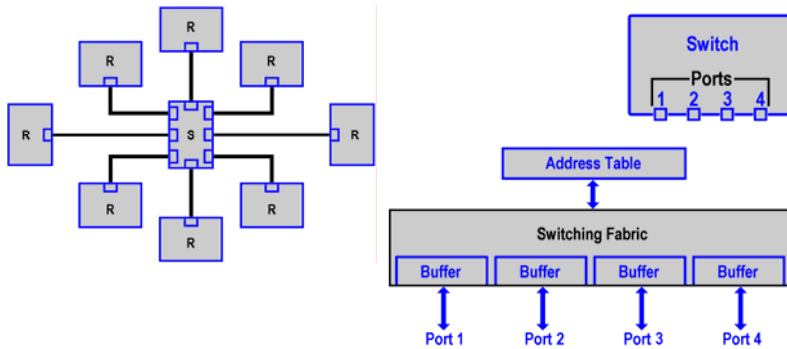 R
R
R
R
S
R
R
R
R
Switch
Ports
1 2 3 4
Address Table
Switching Fabric
Buffer Buffer Buffer Buffer
Port 1 Port 2 Port 3 Port 4